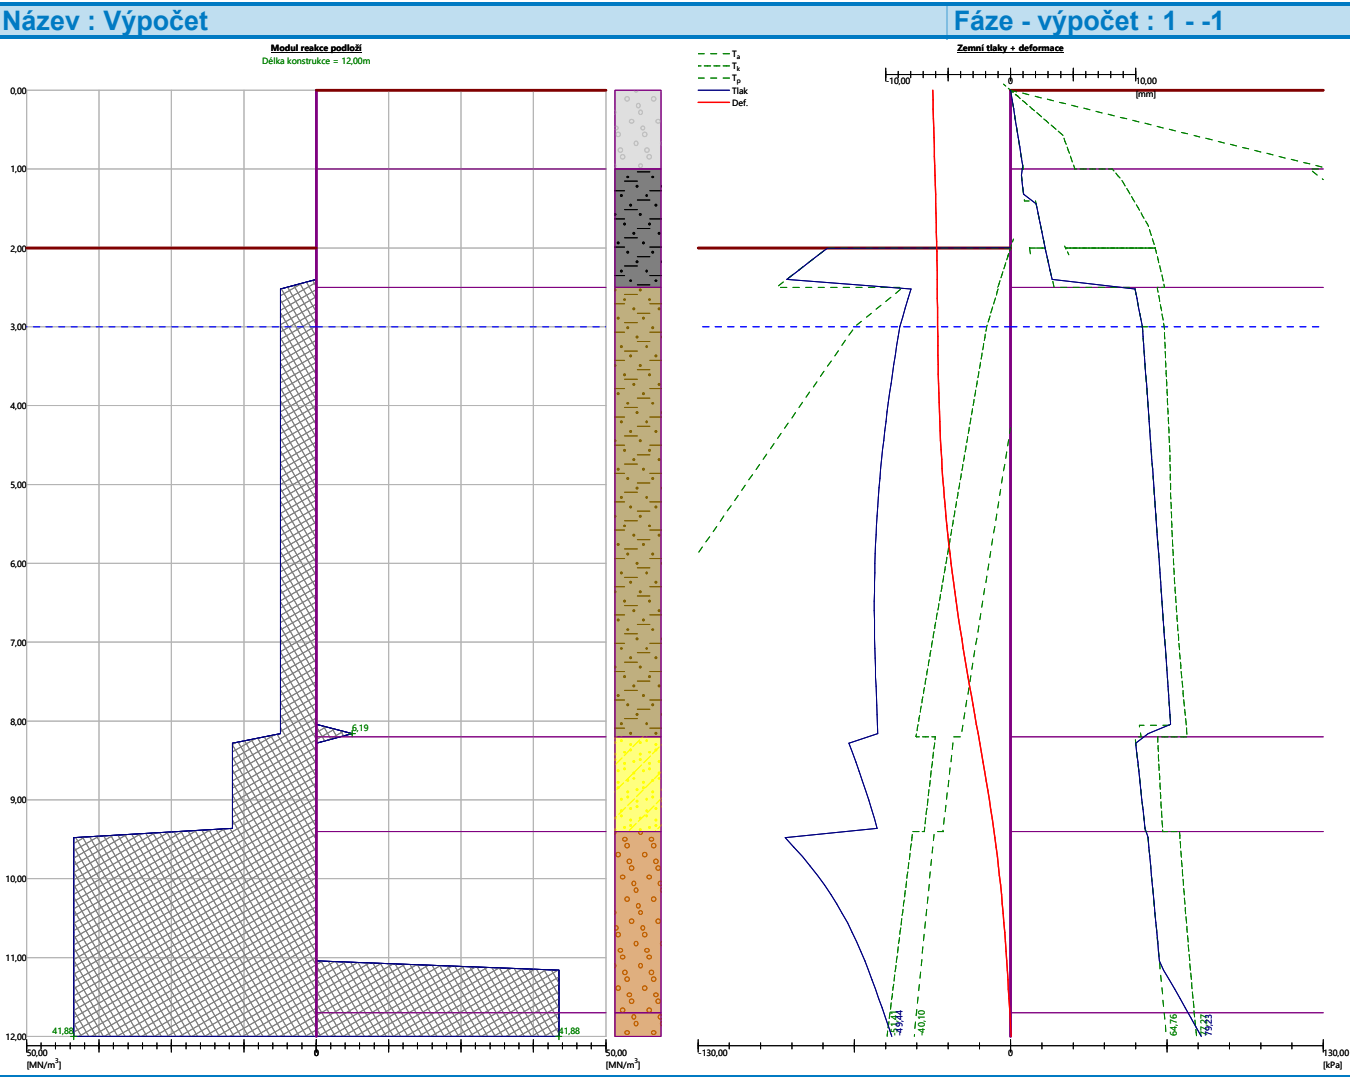 Název : Výpočet
Fáze - výpočet : 1 - -1
Modul reakce podloží
Délka konstrukce = 12,00m
0,00
1,00
2,00
3,00
4,00
5,00
6,00
7,00
8,00
9,00
10,00
11,00
12,00
6,19
41,88
41,88
50,00
0
50,00
[MN/m³]
[MN/m³]
Zemní tlaky + deformace
Ta
Tk
Tp
Tlak
Def.
-10,00
0
10,00
[mm]
-49,44
-40,10
64,76
79,23
-130,00
0
130,00
[kPa]